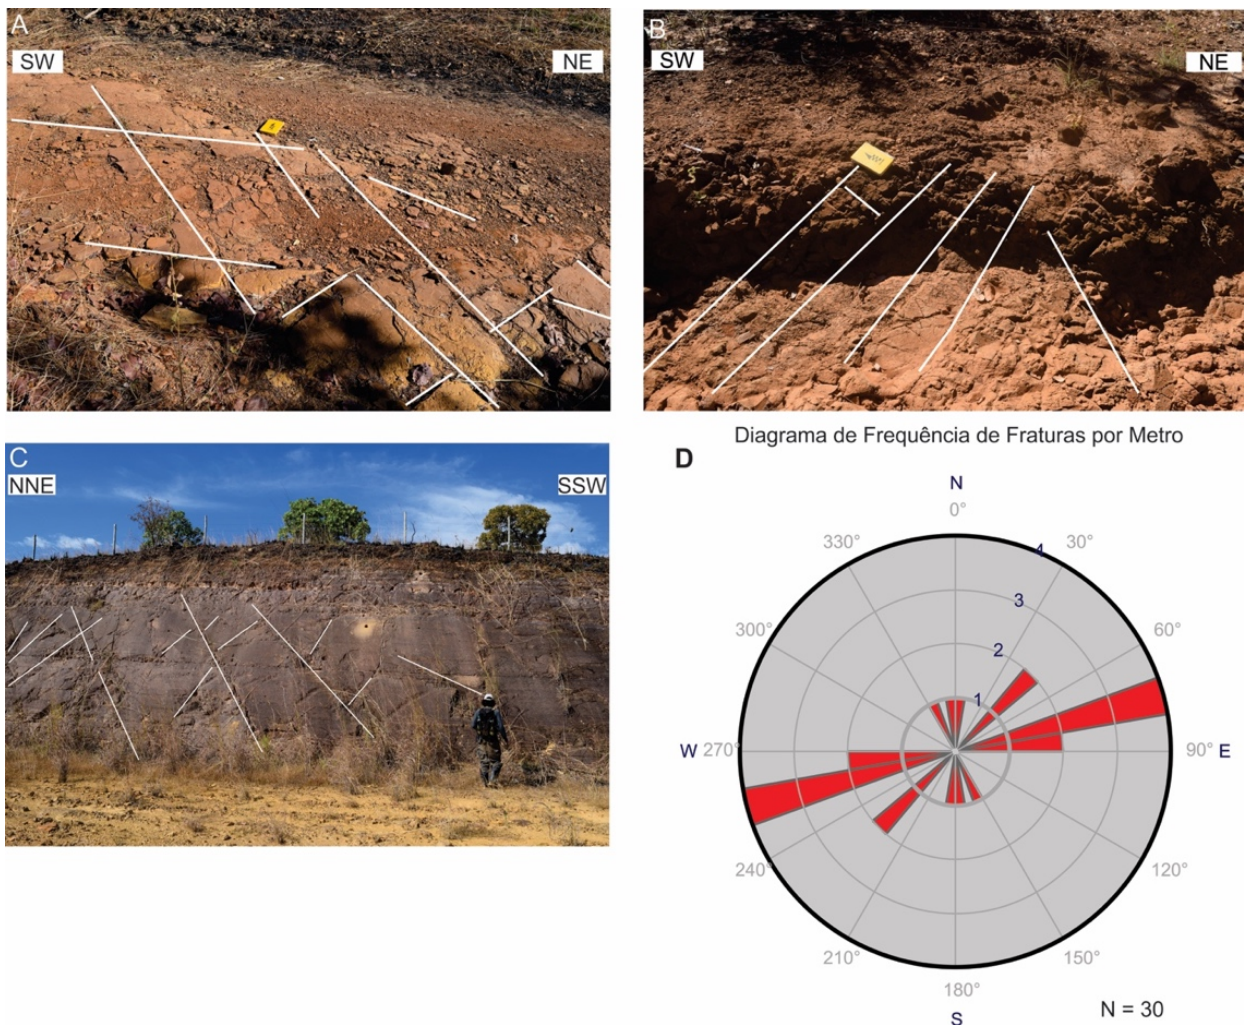 A
SW
NE
B
SW
NE
C
NNE
SSW
Diagrama de Frequência de Fraturas por Metro
D
N
0°
330°
30°
4
3
300°
60°
2
1
W 270°
90° E
240°
120°
210°
150°
180°
S
N = 30